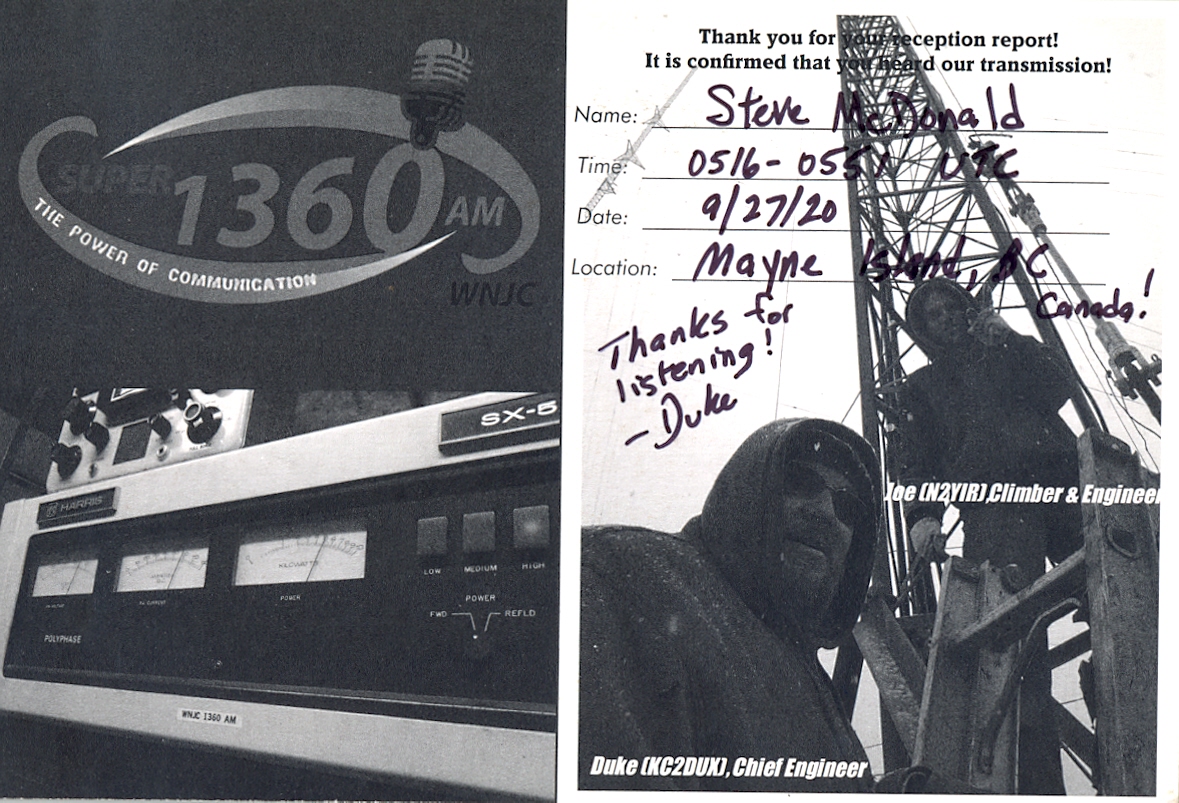 SUPER
1360 AM
THE POWER OF COMMUNICATION
WNJC
SX-5
HARRIS
KILOWATTS
POWER
LOW MEDIUM HIGH
POWER
FWD REFLD
POLYPHASE
WNJC 1360 AM
Thank you for your reception report!
It is confirmed that you heard our transmission!
Name: Steve McDonald
Time: UTC
Date: 9/27/20
Location: Mayne Island, BC
Canada!
Thanks for
listening!
- Duke
Joe (N2YIR),Climber & Engineer
Duke (KC2DUX), Chief Engineer